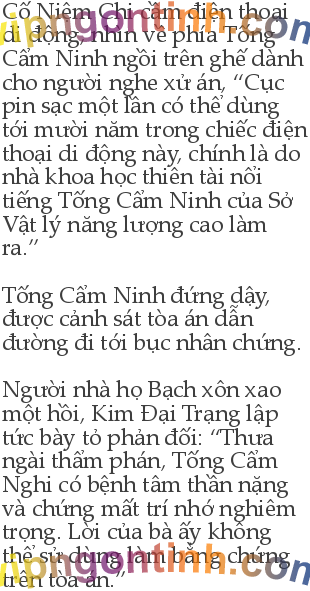 Cố Niệm Chi cầm điện thoại
di động, nhìn về phía Tống
Cẩm Ninh ngồi trên ghế dành
cho người nghe xử án, “Cục
pin sạc một lần có thể dùng
tới mười năm trong chiếc điện
thoại di động này, chính là do
nhà khoa học thiên tài nổi
tiếng Tống Cẩm Ninh của Sở
Vật lý năng lượng cao làm
ra.”
Tống Cẩm Ninh đứng dậy,
được cảnh sát tòa án dẫn
đường đi tới bục nhân chứng.
Người nhà họ Bạch xôn xao
một hồi, Kim Đại Trạng lập
tức bày tỏ phản đối: “Thưa
ngài thẩm phán, Tống Cẩm
Nghi có bệnh tâm thần nặng
và chứng mất trí nhớ nghiêm
trọng. Lời của bà ấy không
thể sử dụng làm bằng chứng
trên tòa án.”
vipngontinh.com
vipngontinh.com